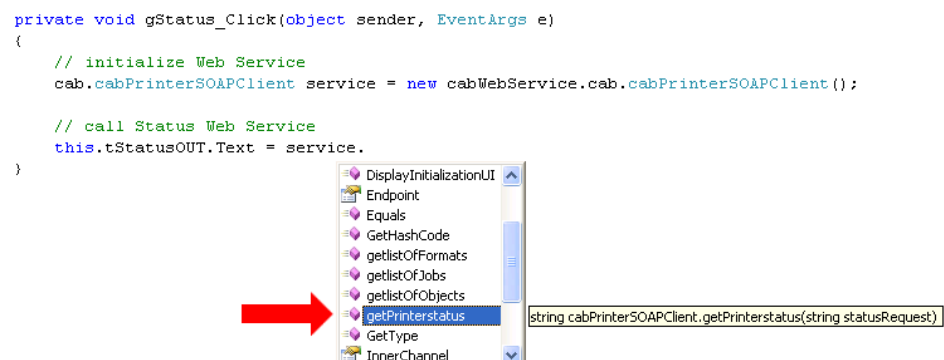 private void gStatus_Click(object sender, EventArgs e)
{
// initialize Web Service
cab.cabPrinterSOAPClient service = new cabWebService.cab.cabPrinterSOAPClient();
// call Status Web Service
this.tStatusOUT.Text = service.
}
DisplayInitializationUI
Endpoint
Equals
GetHashCode
getlistOfFormats
getlistOfJobs
getlistOfObjects
getPrinterstatus
string cabPrinterSOAPClient.getPrinterstatus(string statusRequest)
GetType
InnerChannel